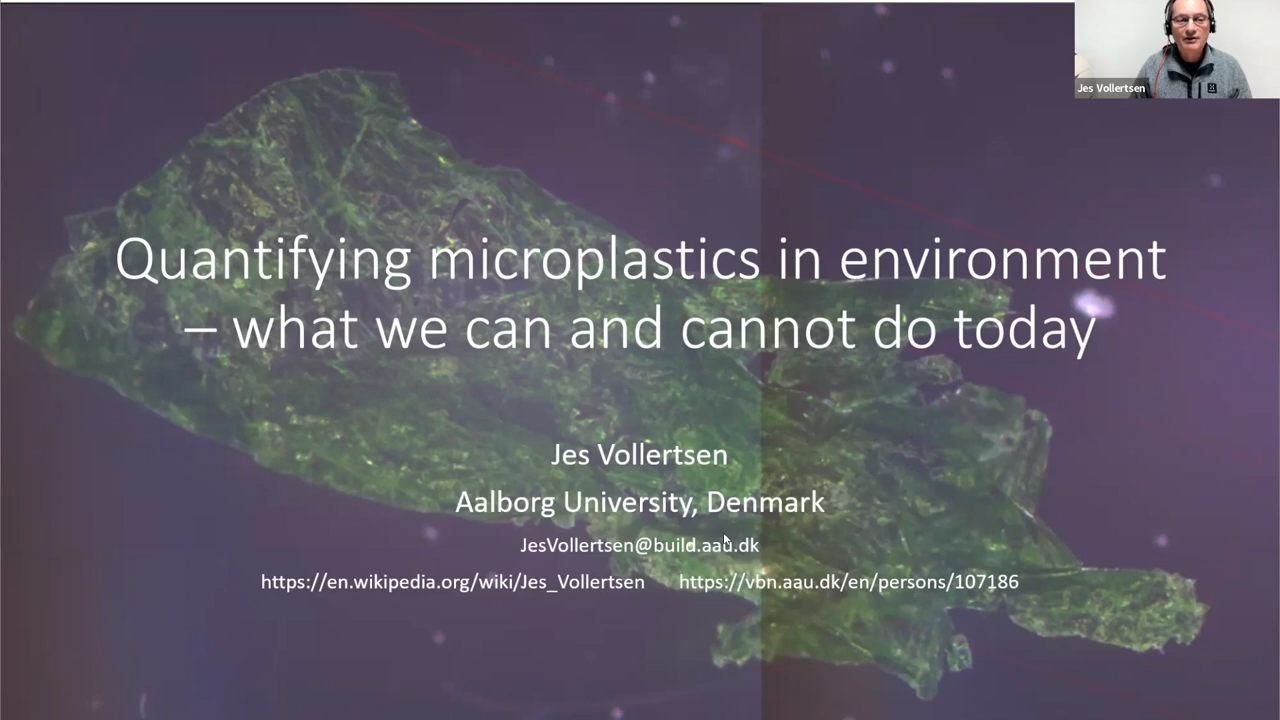 Jes Vollertsen
Quantifying microplastics in environment
– what we can and cannot do today
Jes Vollertsen
Aalborg University, Denmark
JesVollertsen@build.aau.dk
https://en.wikipedia.org/wiki/Jes_Vollertsen https://vbn.aau.dk/en/persons/107186